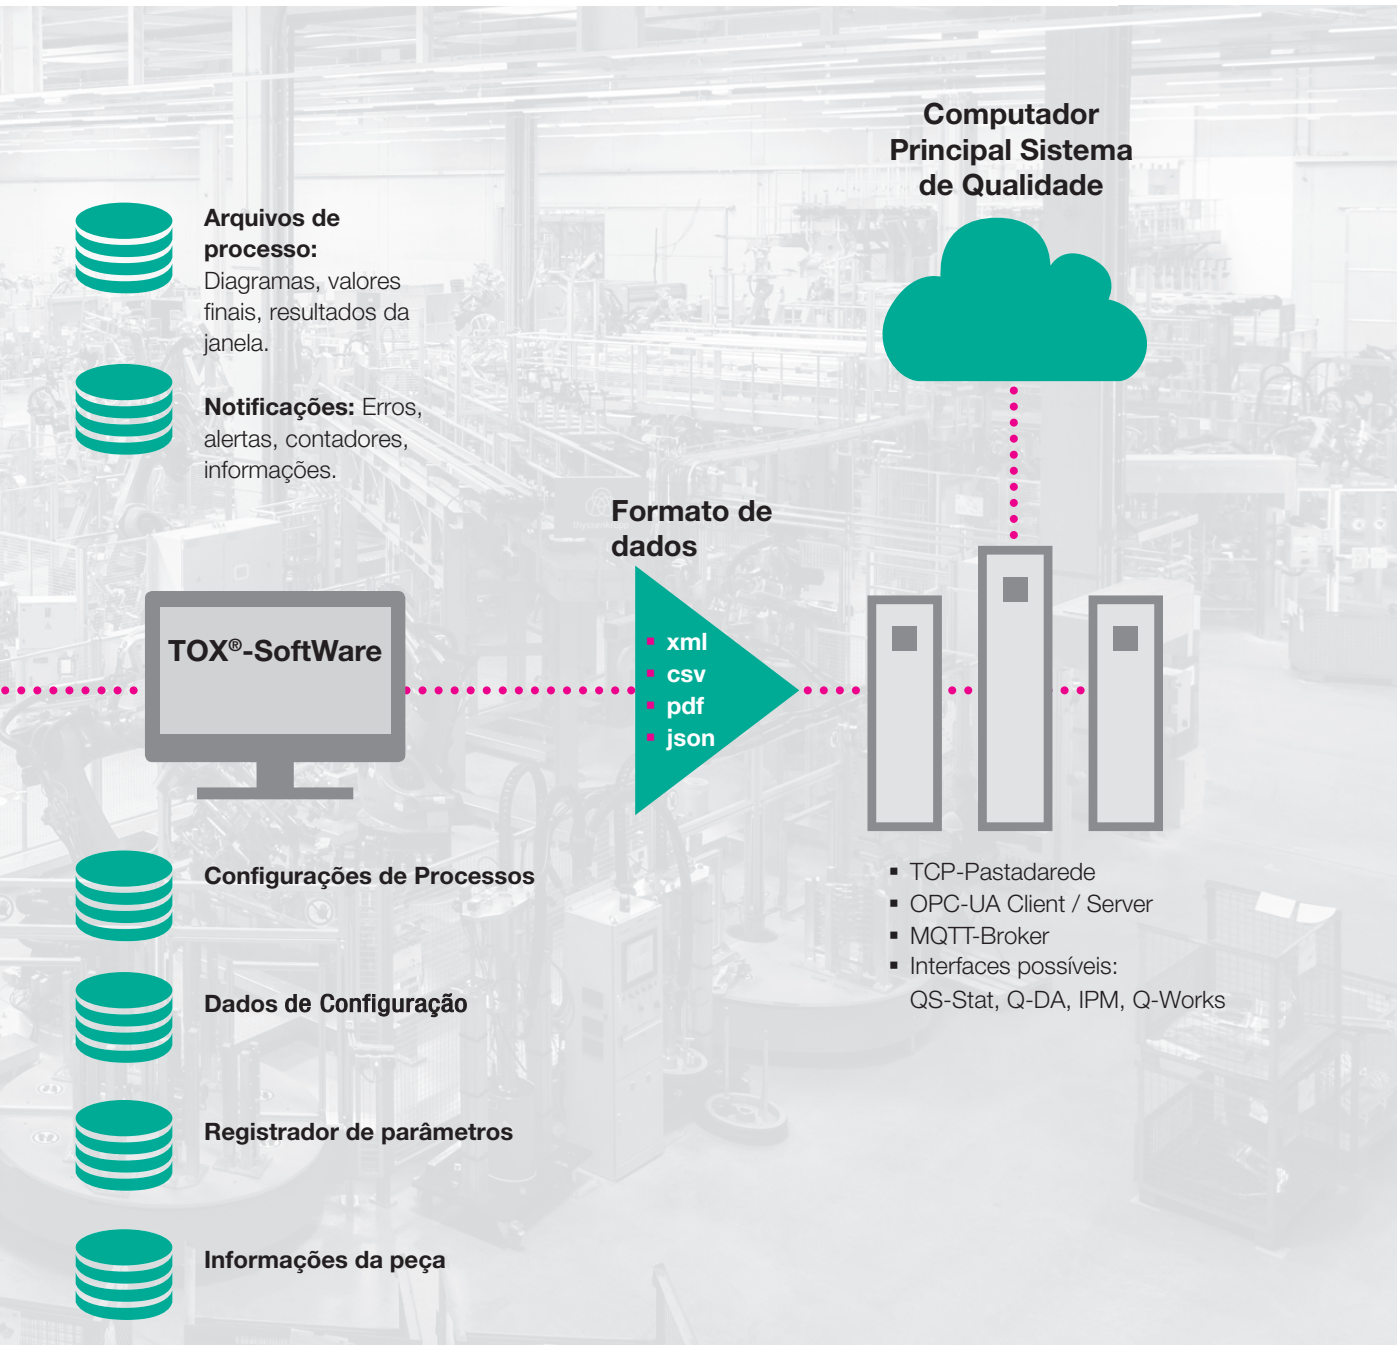 Computador
Principal Sistema
de Qualidade
Arquivos de
processo:
Diagramas, valores
finais, resultados da
janela.
Notificações: Erros,
alertas, contadores,
informações.
Formato de
dados
TOX®-SoftWare
▪ xml
▪ csv
▪ pdf
▪ json
Configurações de Processos
Dados de Configuração
Registrador de parâmetros
Informações da peça
▪ TCP-Pastadarede
▪ OPC-UA Client / Server
▪ MQTT-Broker
▪ Interfaces possíveis:
QS-Stat, Q-DA, IPM, Q-Works